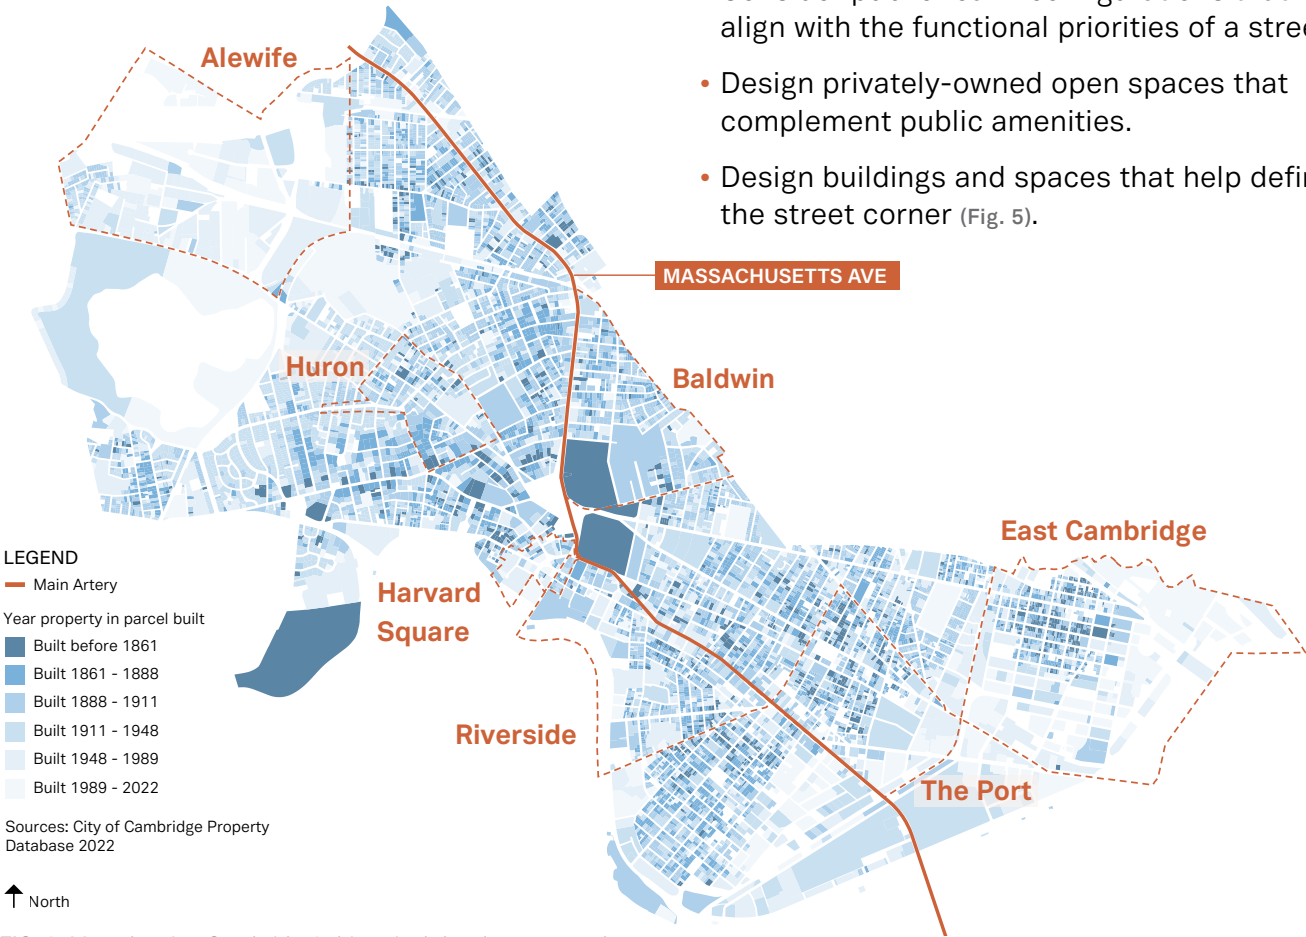 align with the functional priorities of a stree
• Design privately-owned open spaces that
complement public amenities.
• Design buildings and spaces that help defi
the street corner (Fig. 5).
Alewife
MASSACHUSETTS AVE
Huron
Baldwin
East Cambridge
Harvard
Square
Riverside
The Port
LEGEND
Main Artery
Year property in parcel built
Built before 1861
Built 1861 - 1888
Built 1888 - 1911
Built 1911 - 1948
Built 1948 - 1989
Built 1989 - 2022
Sources: City of Cambridge Property
Database 2022
North